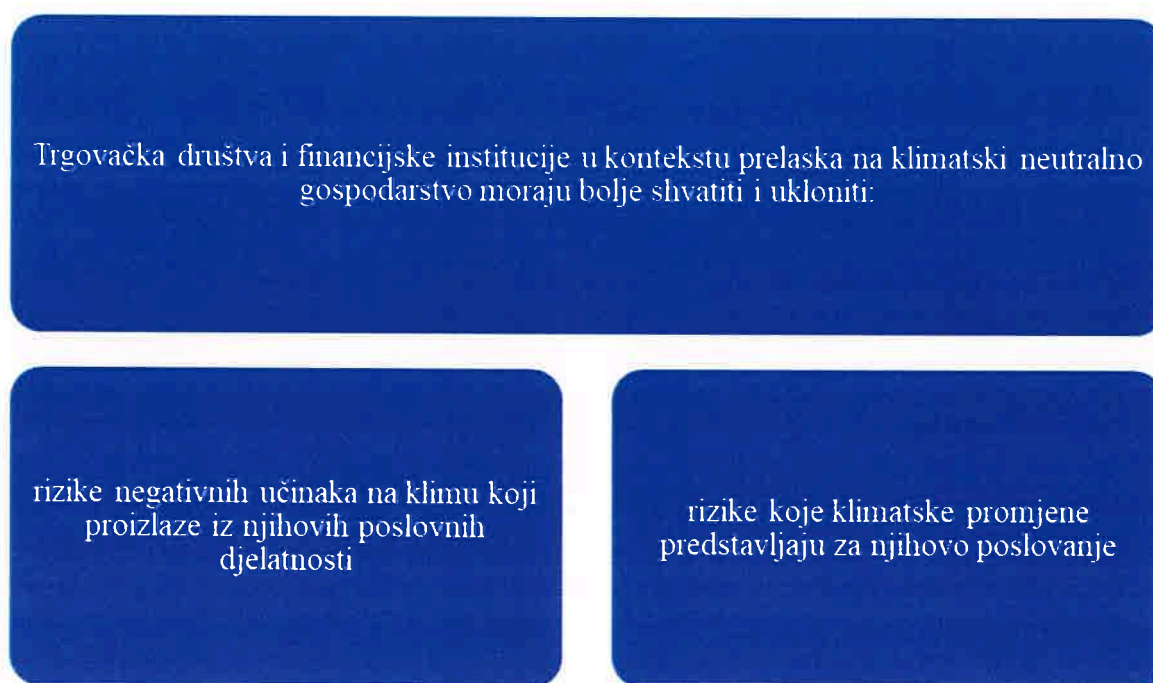 Trgovačka društva i financijske institucije u kontekstu prelaska na klimatski neutralno
gospodarstvo moraju bolje shvatiti i ukloniti:
rizike negativnih učinaka na klimu koji
proizlaze iz njihovih poslovnih
djelatnosti
rizike koje klimatske promjene
predstavljaju za njihovo poslovanje